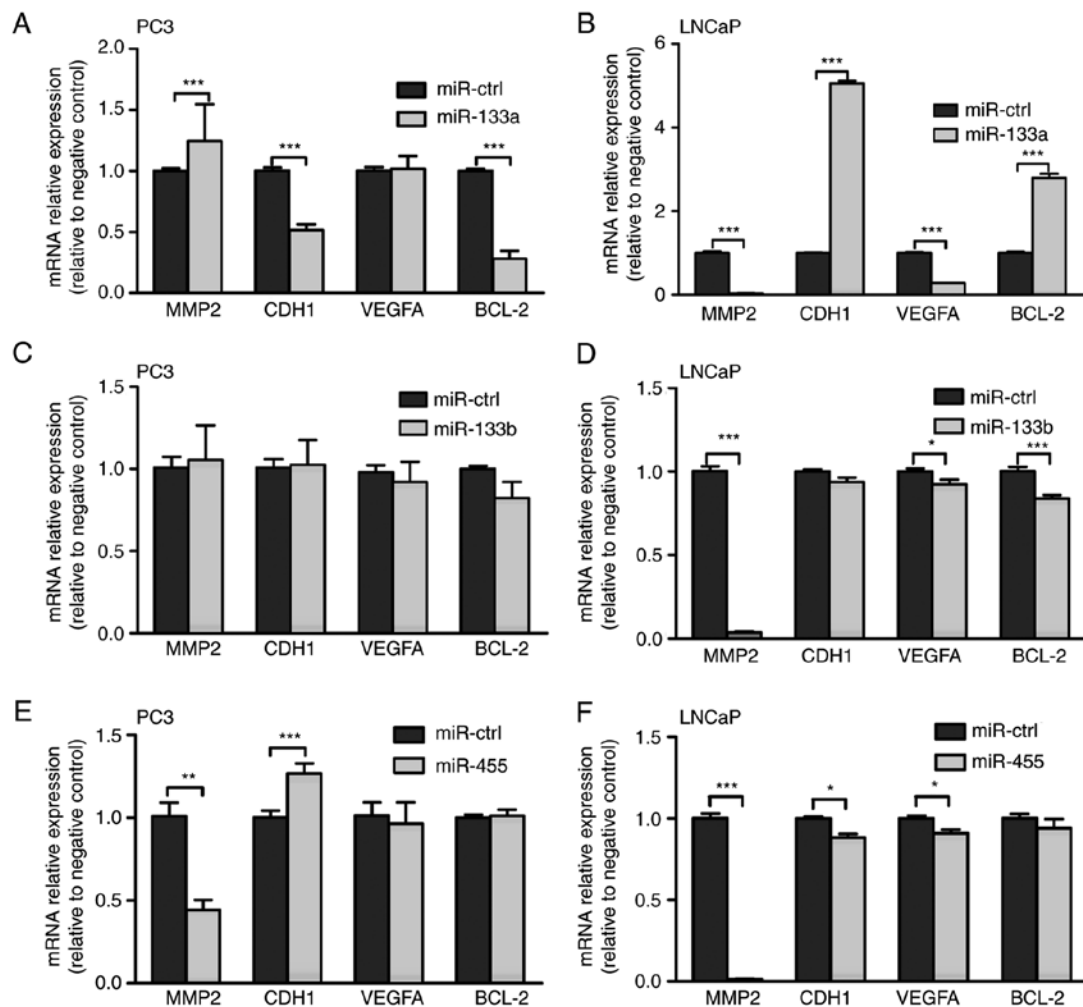 A
PC3
mRNA relative expression
(relative to negative control)
2.0
1.5
1.0
0.5
0.0
miR-ctrl
miR-133a
***
***
***
MMP2 CDH1 VEGFA BCL-2
B
LNCaP
mRNA relative expression
(relative to negative control)
6
4
2
0
miR-ctrl
miR-133a
***
***
***
***
MMP2 CDH1 VEGFA BCL-2
C
PC3
mRNA relative expression
(relative to negative control)
1.5
1.0
0.5
0.0
miR-ctrl
miR-133b
MMP2 CDH1 VEGFA BCL-2
D
LNCaP
mRNA relative expression
(relative to negative control)
1.5
1.0
0.5
0.0
miR-ctrl
miR-133b
***
*
***
MMP2 CDH1 VEGFA BCL-2
E
PC3
mRNA relative expression
(relative to negative control)
1.5
1.0
0.5
0.0
miR-ctrl
miR-455
**
***
MMP2 CDH1 VEGFA BCL-2
F
LNCaP
mRNA relative expression
(relative to negative control)
1.5
1.0
0.5
0.0
miR-ctrl
miR-455
***
*
*
MMP2 CDH1 VEGFA BCL-2